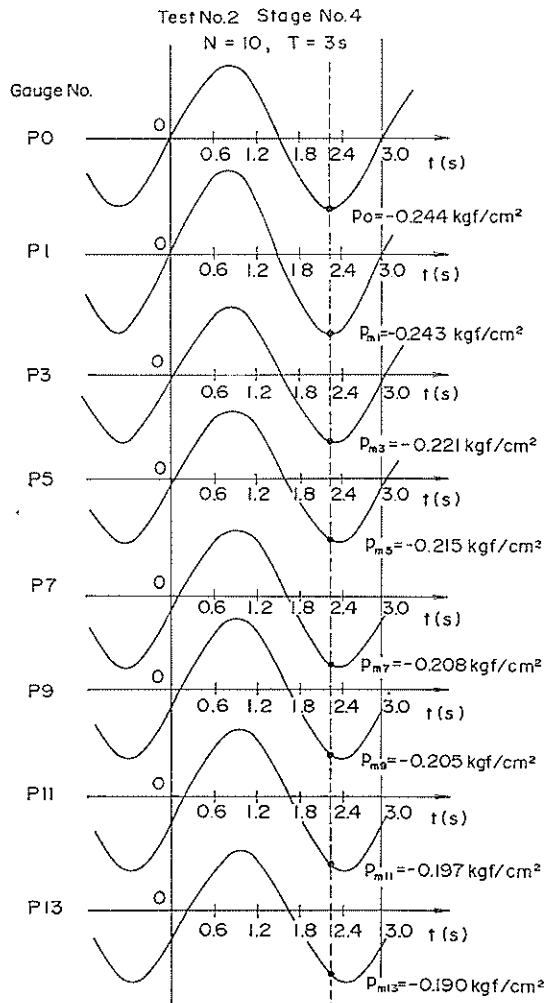 Test No.2 Stage No.4
N = 10, T = 3s
Gauge No.
P0
0
0.6 1.2 1.8 2.4 3.0
t(s)
Po=-0.244 kgf/cm²
P1
0
0.6 1.2 1.8 2.4 3.0
t(s)
Pm1=-0.243 kgf/cm²
P3
0
0.6 1.2 1.8 2.4 3.0
t(s)
Pm3=-0.221 kgf/cm²
P5
0
0.6 1.2 1.8 2.4 3.0
t(s)
Pm5=-0.215 kgf/cm²
P7
0
0.6 1.2 1.8 2.4 3.0
t(s)
Pm7=-0.208 kgf/cm²
P9
0
0.6 1.2 1.8 2.4 3.0
t(s)
Pm9=-0.205 kgf/cm²
P11
0
0.6 1.2 1.8 2.4 3.0
t(s)
Pm11=-0.197 kgf/cm²
P13
0
0.6 1.2 1.8 2.4 3.0
t(s)
Pm13=-0.190 kgf/cm²